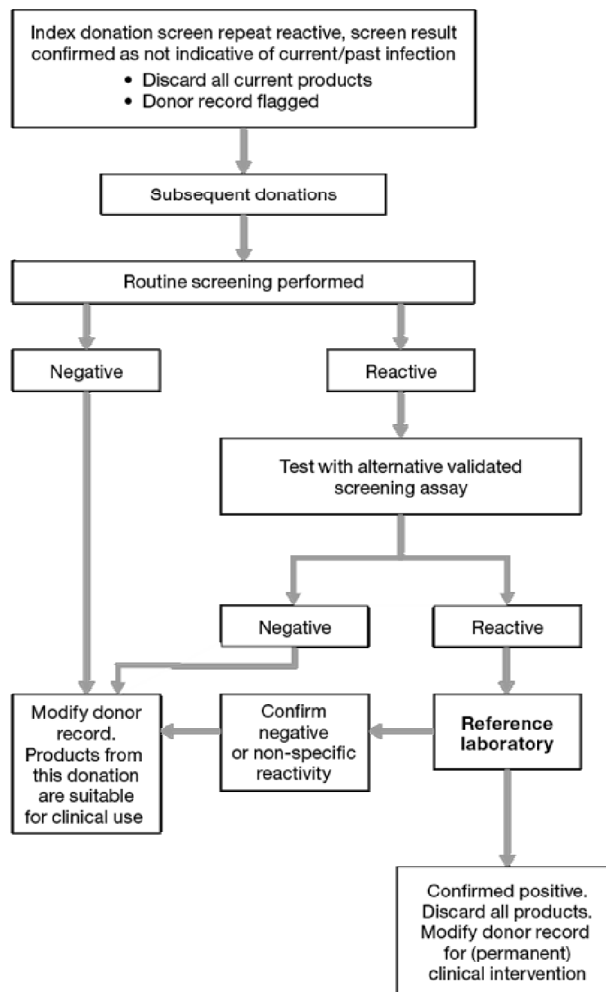 Index donation screen repeat reactive, screen result
confirmed as not indicative of current/past infection
• Discard all current products
• Donor record flagged
Subsequent donations
Routine screening performed
Negative
Reactive
Test with alternative validated
screening assay
Negative
Reactive
Modify donor
record.
Products from
this donation
are suitable
for clinical use
Confirm
negative
or non-specific
reactivity
Reference
laboratory
Confirmed positive.
Discard all products.
Modify donor record
for (permanent)
clinical intervention